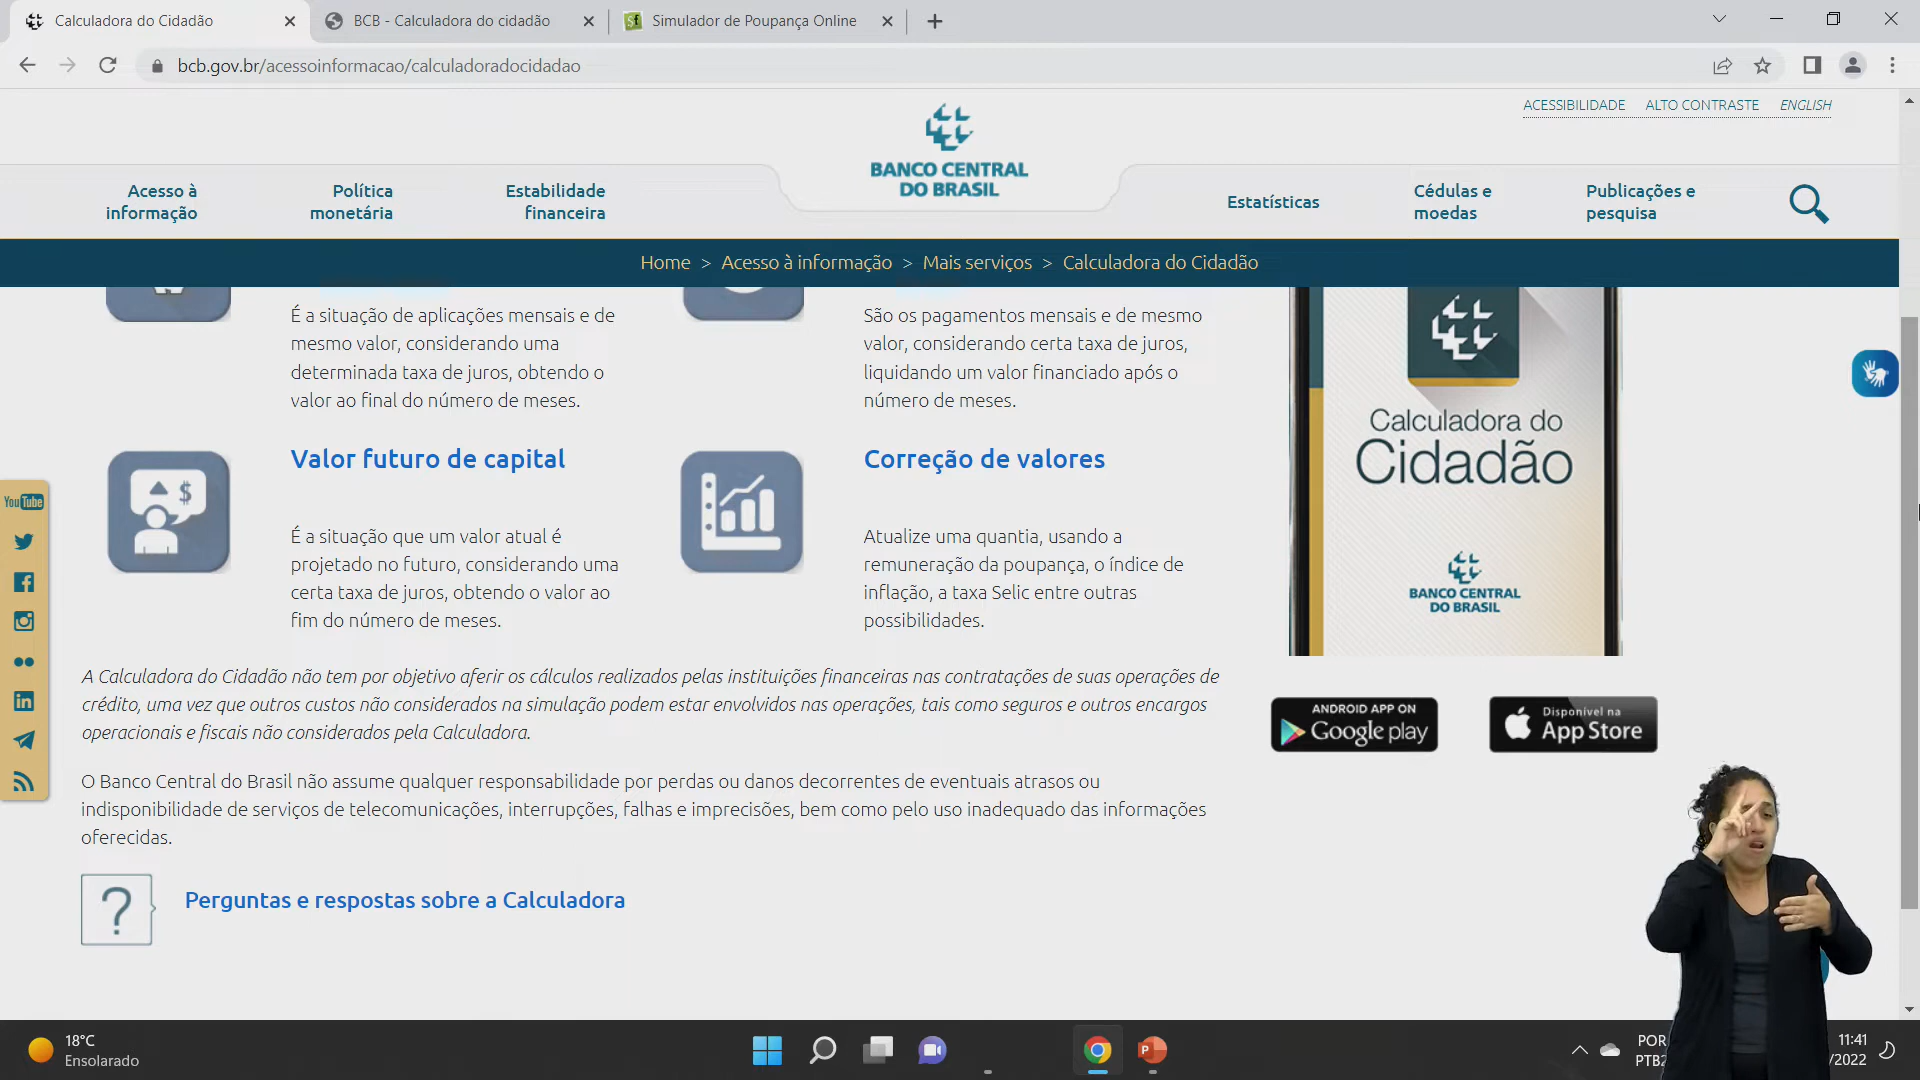 Calculadora do Cidadão
BCB - Calculadora do cidadão
Simulador de Poupança Online
bcb.gov.br/acessoinformacao/calculadoradocidadao
ACESSIBILIDADE ALTO CONTRASTE ENGLISH
BANCO CENTRAL
DO BRASIL
Acesso à
informação
Política
monetária
Estabilidade
financeira
Estatísticas
Cédulas e
moedas
Publicações e
pesquisa
Home > Acesso à informação > Mais serviços > Calculadora do Cidadão
É a situação de aplicações mensais e de
mesmo valor, considerando uma
determinada taxa de juros, obtendo o
valor ao final do número de meses.
São os pagamentos mensais e de mesmo
valor, considerando certa taxa de juros,
liquidando um valor financiado após o
número de meses.
Valor futuro de capital
É a situação que um valor atual é
projetado no futuro, considerando uma
certa taxa de juros, obtendo o valor ao
fim do número de meses.
Correção de valores
Atualize uma quantia, usando a
remuneração da poupança, o índice de
inflação, a taxa Selic entre outras
possibilidades.
Calculadora do
Cidadão
BANCO CENTRAL
DO BRASIL
YouTube
A Calculadora do Cidadão não tem por objetivo aferir os cálculos realizados pelas instituições financeiras nas contratações de suas operações de
crédito, uma vez que outros custos não considerados na simulação podem estar envolvidos nas operações, tais como seguros e outros encargos
operacionais e fiscais não considerados pela Calculadora.
ANDROID APP ON
Google play
Disponível na
App Store
O Banco Central do Brasil não assume qualquer responsabilidade por perdas ou danos decorrentes de eventuais atrasos ou
indisponibilidade de serviços de telecomunicações, interrupções, falhas e imprecisões, bem como pelo uso inadequado das informações
oferecidas.
? Perguntas e respostas sobre a Calculadora
18°C
Ensolarado
POR
11:41
/2022